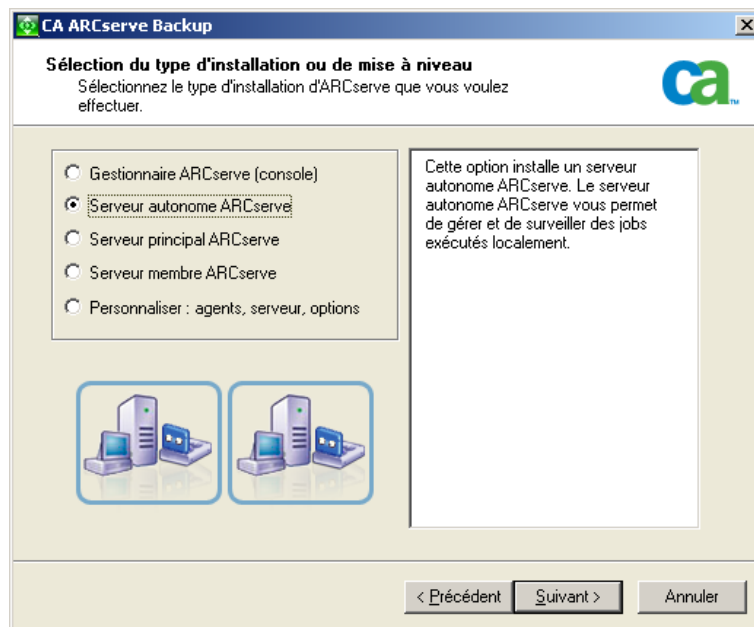 CA ARCserve Backup
Sélection du type d'installation ou de mise à niveau
Sélectionnez le type d'installation d'ARCserve que vous voulez
effectuer.
ca™
Gestionnaire ARCserve (console)
Serveur autonome ARCserve
Serveur principal ARCserve
Serveur membre ARCserve
Personnaliser : agents, serveur, options
Cette option installe un serveur
autonome ARCserve. Le serveur
autonome ARCserve vous permet
de gérer et de surveiller des jobs
exécutés localement.
< Précédent
Suivant >
Annuler